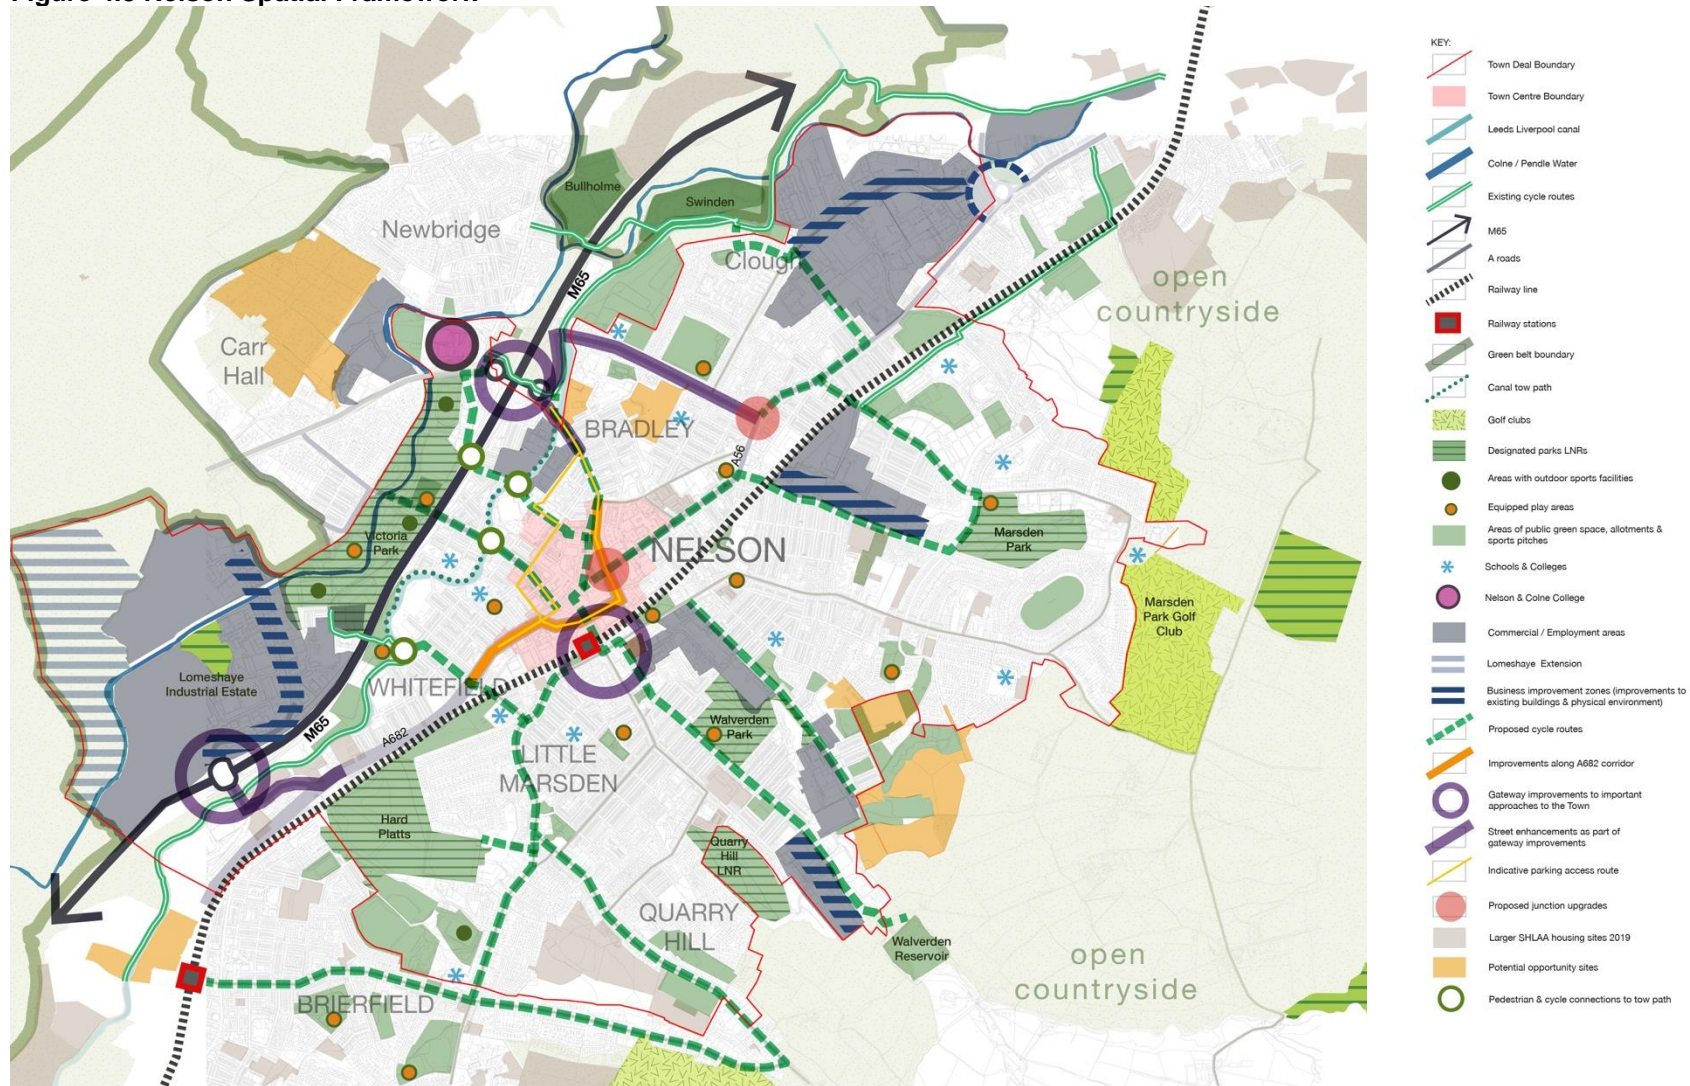 Figure 4.6 Nelson Spatial Framework
Bullholme
Swinden
Newbridge
Clough
M65
open
countryside
Carr
Hall
BRADLEY
A56
Victoria
Park
NELSON
Marsden
Park
Marsden
Park Golf
Club
Lomeshaye
Industrial Estate
WHITEFIELD
M65
A682
Walverden
Park
LITTLE
MARSDEN
Hard
Platts
Quarry
Hill
LNR
QUARRY
HILL
Walverden
Reservoir
open
countryside
BRIERFIELD
KEY:
Town Deal Boundary
Town Centre Boundary
Leeds Liverpool canal
Colne / Pendle Water
Existing cycle routes
M65
A roads
Railway line
Railway stations
Green belt boundary
Canal tow path
Golf clubs
Designated parks LNRs
Areas with outdoor sports facilities
Equipped play areas
Areas of public green space, allotments &
sports pitches
Schools & Colleges
Nelson & Colne College
Commercial / Employment areas
Lomeshaye Extension
Business improvement zones (improvements to
existing buildings & physical environment)
Proposed cycle routes
Improvements along A682 corridor
Gateway improvements to important
approaches to the Town
Street enhancements as part of
gateway improvements
Indicative parking access route
Proposed junction upgrades
Larger SHLAA housing sites 2019
Potential opportunity sites
Pedestrian & cycle connections to tow path